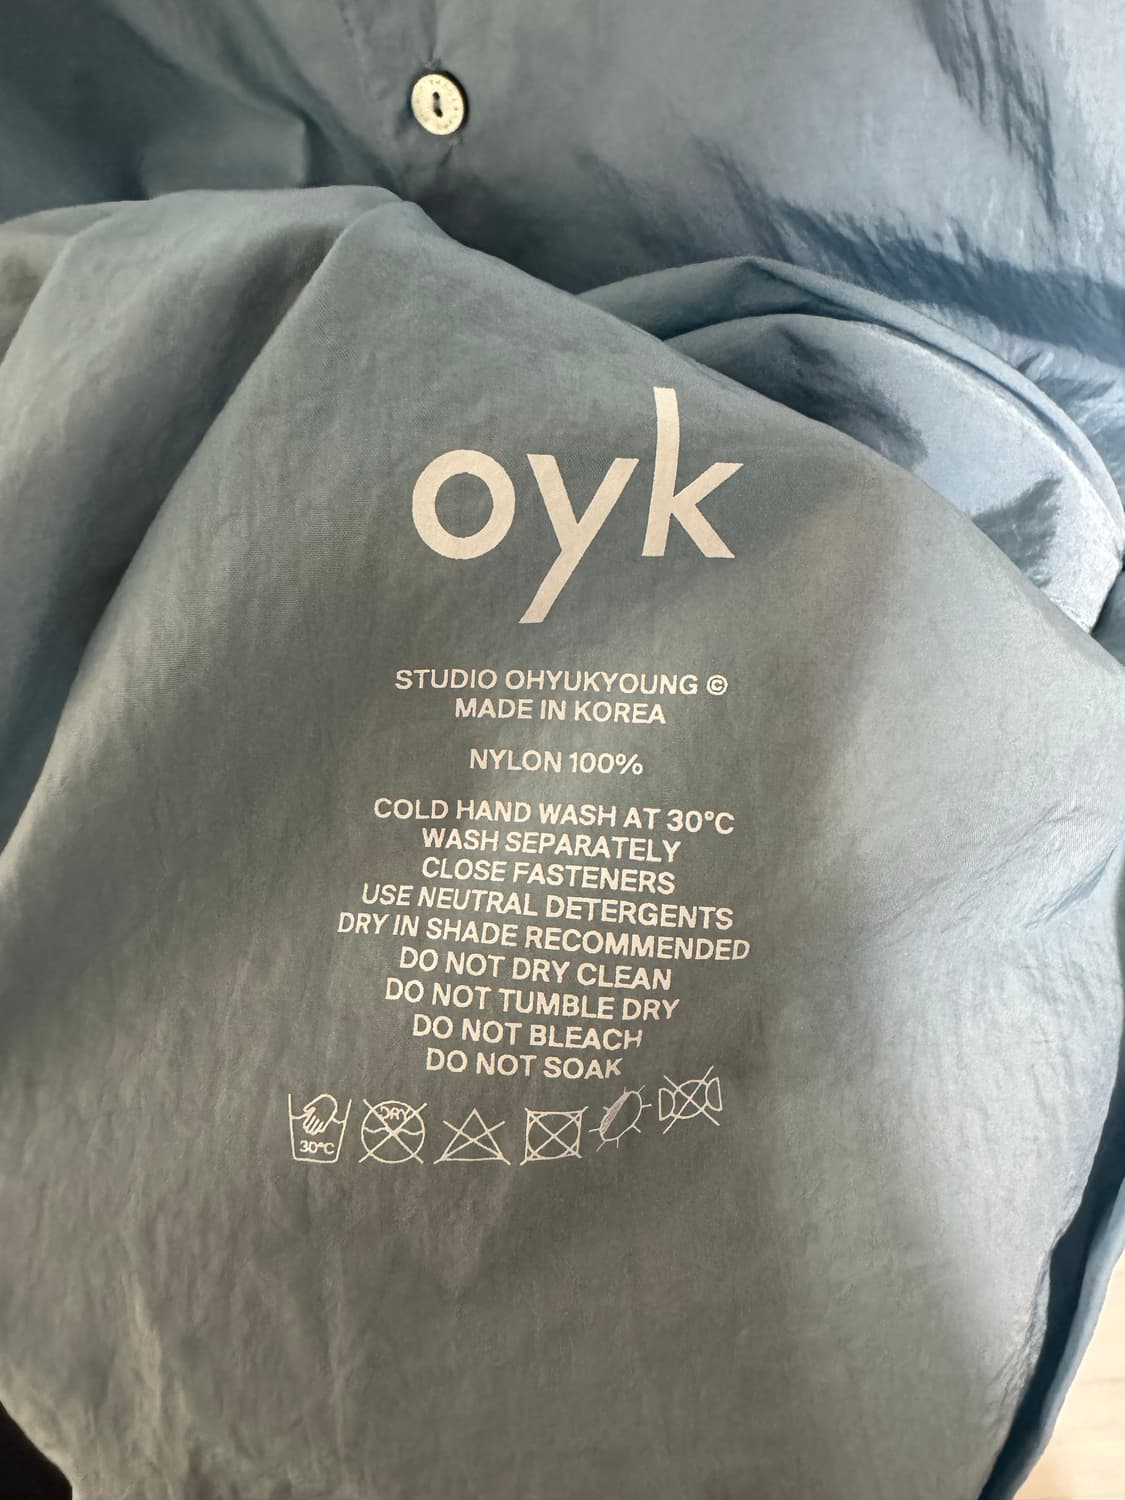 oyk
STUDIO OHYUKYOUNG ©
MADE IN KOREA
NYLON 100%
COLD HAND WASH AT 30°C
WASH SEPARATELY
CLOSE FASTENERS
USE NEUTRAL DETERGENTS
DRY IN SHADE RECOMMENDED
DO NOT DRY CLEAN
DO NOT TUMBLE DRY
DO NOT BLEACH
DO NOT SOAK
30°C DRY